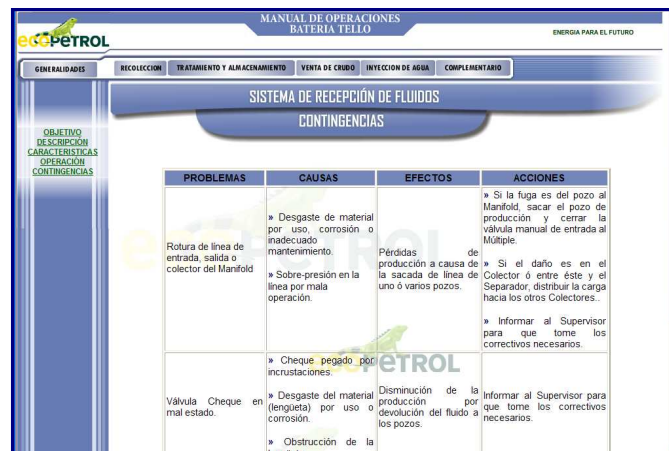 MANUAL DE OPERACIONES
BATERIA TELLO
ecoPETROL
ENERGIA PARA EL FUTURO
GENERALIDADES
RECOLECCION
TRATAMIENTO Y ALMACENAMIENTO
VENTA DE CRUDO
INYECCION DE AGUA
COMPLEMENTARIO
SISTEMA DE RECEPCIÓN DE FLUIDOS
CONTINGENCIAS
OBJETIVO
DESCRIPCIÓN
CARACTERISTICAS
OPERACIÓN
CONTINGENCIAS
PROBLEMAS
CAUSAS
EFECTOS
ACCIONES
Rotura de línea de
entrada, salida o
colector del Manifold
» Desgaste de material
por uso, corrosión o
inadecuado
mantenimiento.
» Sobre-presión en la
línea por mala
operación.
Pérdidas de
producción a causa de
la sacada de línea de
uno ó varios pozos.
» Si la fuga es del pozo al
Manifold, sacar el pozo de
producción y cerrar la
válvula manual de entrada al
Múltiple.
» Si el daño es en el
Colector ó entre éste y el
Separador, distribuir la carga
hacia los otros Colectores..
» Informar al Supervisor
para que tome los
correctivos necesarios.
Válvula Cheque en
mal estado.
» Cheque pegado por
incrustaciones.
» Desgaste del material
(lengüeta) por uso o
corrosión.
» Obstrucción de la
Disminución de la
producción por
devolución del fluido a
los pozos.
Informar al Supervisor para
que tome los correctivos
necesarios.
ecoPETROL
ecoPETROL